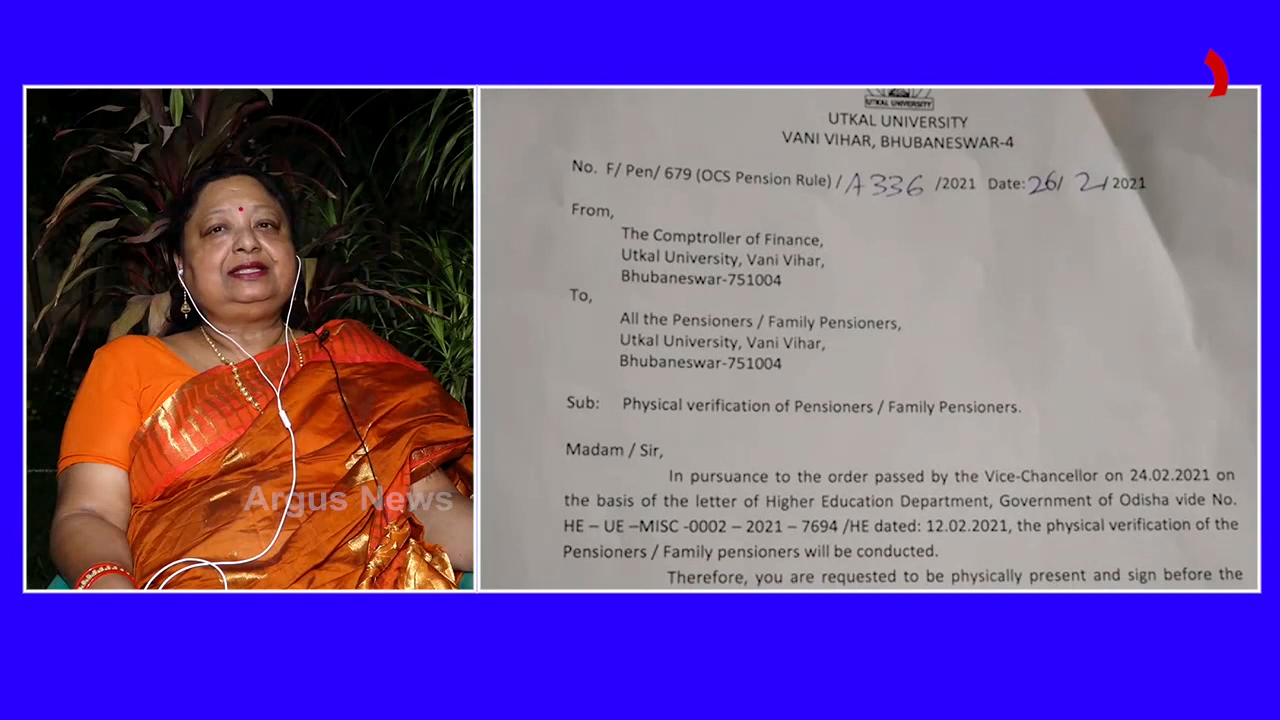 UTKAL UNIVERSITY
UTKAL UNIVERSITY
VANI VIHAR, BHUBANESWAR-4
No. F/ Pen/ 679 (OCS Pension Rule) / A336 /2021 Date: 26/ 2/ 2021
From,
The Comptroller of Finance,
Utkal University, Vani Vihar,
Bhubaneswar-751004
To,
All the Pensioners / Family Pensioners,
Utkal University, Vani Vihar,
Bhubaneswar-751004
Sub: Physical verification of Pensioners / Family Pensioners.
Madam / Sir,
In pursuance to the order passed by the Vice-Chancellor on 24.02.2021 on
the basis of the letter of Higher Education Department, Government of Odisha vide No.
HE – UE –MISC -0002 – 2021 – 7694 /HE dated: 12.02.2021, the physical verification of the
Pensioners / Family pensioners will be conducted.
Therefore, you are requested to be physically present and sign before the
Argus News